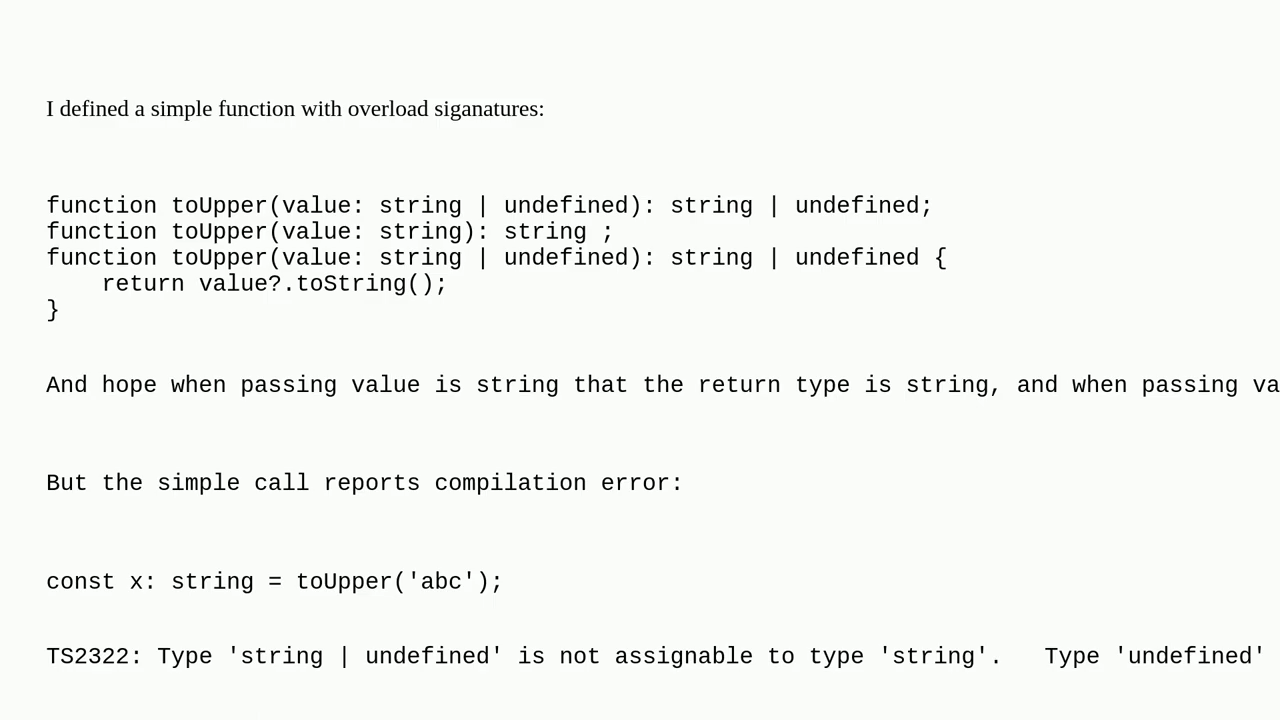 I defined a simple function with overload siganatures:
function toUpper(value: string | undefined): string | undefined;
function toUpper(value: string): string ;
function toUpper(value: string | undefined): string | undefined {
    return value?.toString();
}
And hope when passing value is string that the return type is string, and when passing va
But the simple call reports compilation error:
const x: string = toUpper('abc');
TS2322: Type 'string | undefined' is not assignable to type 'string'.   Type 'undefined'